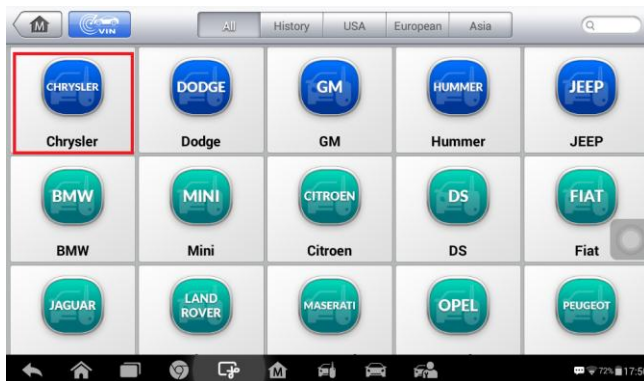 M VIN All History USA European Asia
CHRYSLER DODGE GM HUMMER JEEP
Chrysler Dodge GM Hummer JEEP
BMW MINI CITROEN DS FIAT
BMW Mini Citroen DS Fiat
JAGUAR LAND ROVER MASERATI OPEL PEUGEOT
M 72%